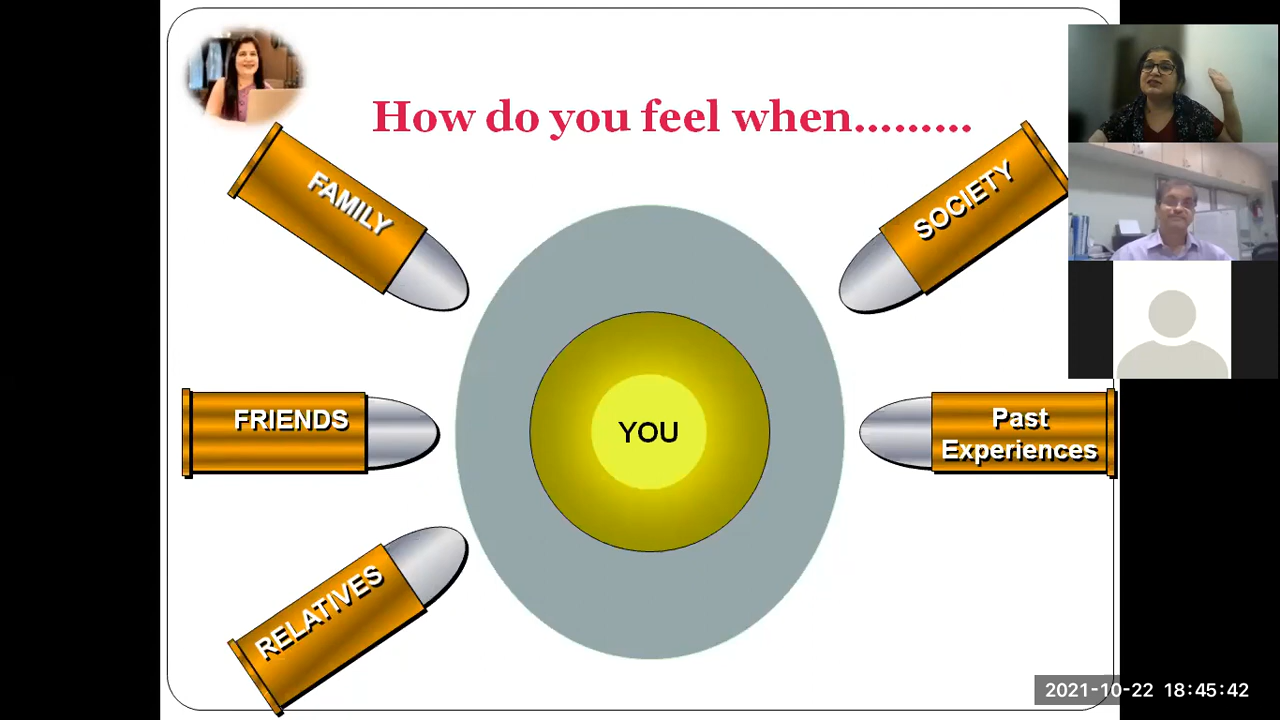 How do you feel when.........
FAMILY
SOCIETY
FRIENDS
YOU
Past
Experiences
RELATIVES
2021-10-22 18:45:42